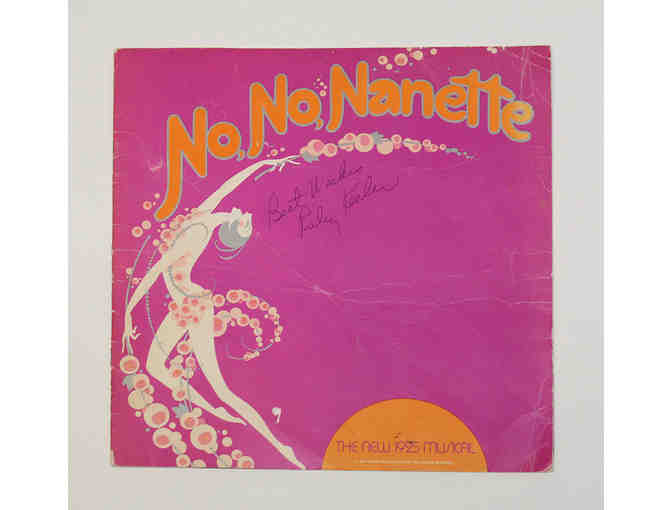 No, No, Nanette
Best Wishes
Ruby Keeler
THE NEW 1925 MUSICAL